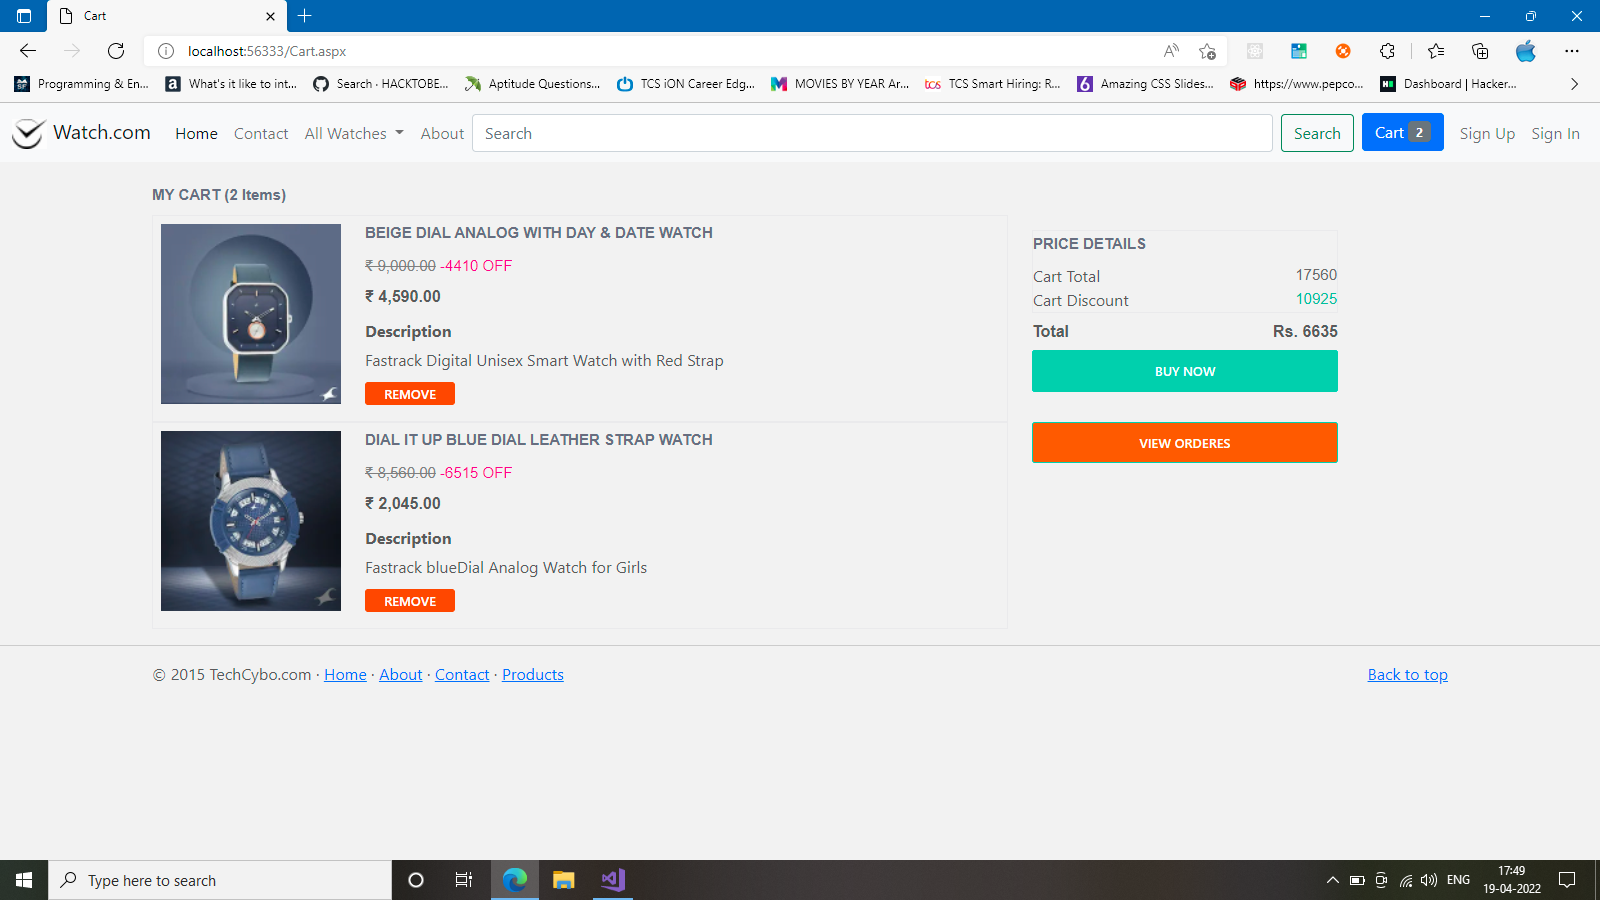 Cart
localhost:56333/Cart.aspx
Programming & En...
What's it like to int...
Search · HACKTOBE...
Aptitude Questions...
TCS iON Career Edg...
MOVIES BY YEAR Ar...
tcs TCS Smart Hiring: R...
6 Amazing CSS Slides...
https://www.pepco...
Dashboard | Hacker...
Watch.com Home Contact All Watches About Search Search Cart 2 Sign Up Sign In
MY CART (2 Items)
BEIGE DIAL ANALOG WITH DAY & DATE WATCH
₹ 9,000.00 -4410 OFF
₹ 4,590.00
Description
Fastrack Digital Unisex Smart Watch with Red Strap
REMOVE
DIAL IT UP BLUE DIAL LEATHER STRAP WATCH
₹ 8,560.00 -6515 OFF
₹ 2,045.00
Description
Fastrack blueDial Analog Watch for Girls
REMOVE
PRICE DETAILS
Cart Total 17560
Cart Discount 10925
Total Rs. 6635
BUY NOW
VIEW ORDERES
© 2015 TechCybo.com · Home · About · Contact · Products
Back to top
Type here to search
ENG
17:49
19-04-2022